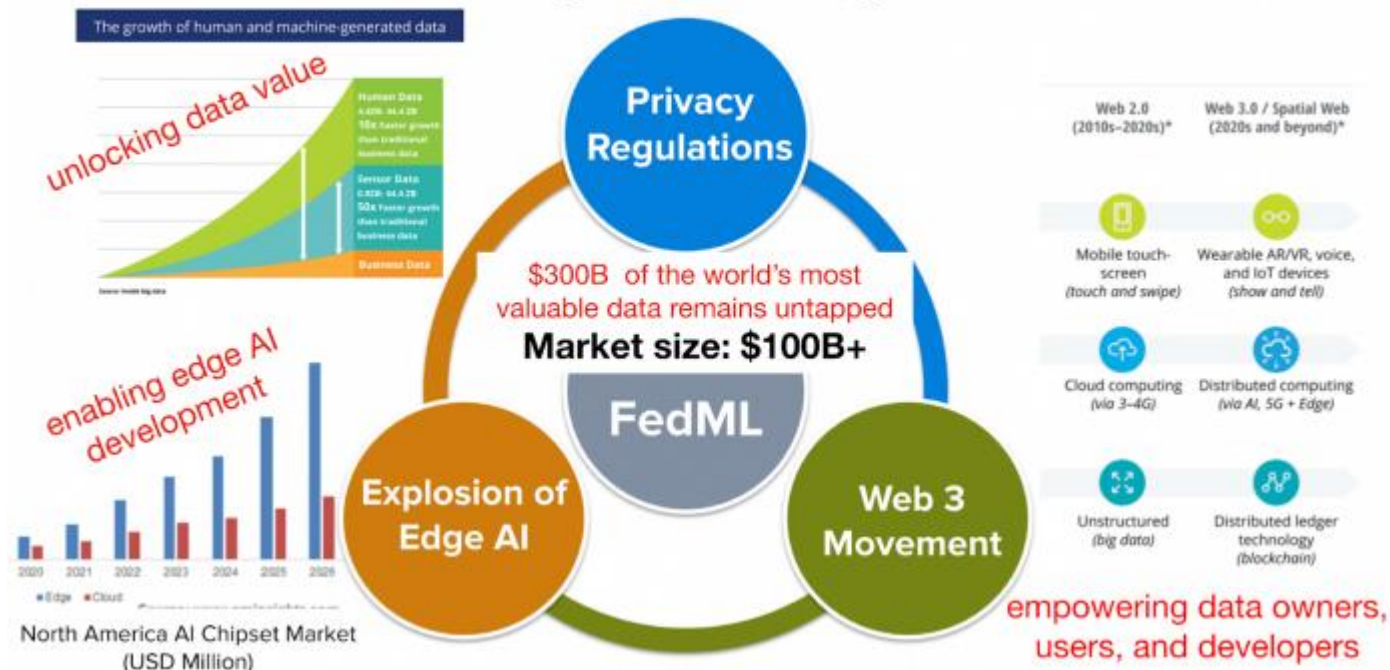 The growth of human and machine-generated data
unlocking data value
Human Data
10x faster growth
than traditional
business data
Sensor Data
50x faster growth
than traditional
business data
Business Data
enabling edge AI
development
2020 2021 2022 2023 2024 2025 2026
Edge Cloud
North America AI Chipset Market
(USD Million)
Privacy
Regulations
$300B of the world's most
valuable data remains untapped
Market size: $100B+
FedML
Explosion of
Edge AI
Web 3
Movement
Web 2.0
(2010s–2020s)*
Web 3.0 / Spatial Web
(2020s and beyond)*
Mobile touch-
screen
(touch and swipe)
Wearable AR/VR, voice,
and IoT devices
(show and tell)
Cloud computing
(via 3–4G)
Distributed computing
(via AI, 5G + Edge)
Unstructured
(big data)
Distributed ledger
technology
(blockchain)
empowering data owners,
users, and developers